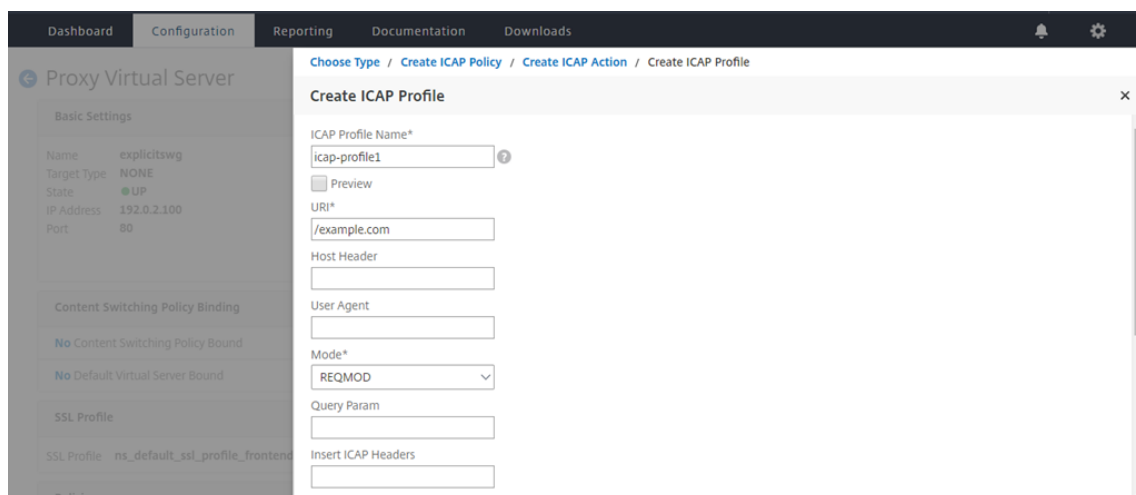 Dashboard Configuration Reporting Documentation Downloads
Choose Type / Create ICAP Policy / Create ICAP Action / Create ICAP Profile
Proxy Virtual Server
Create ICAP Profile ×
Basic Settings
Name explicitswg
Target Type NONE
State UP
IP Address 192.0.2.100
Port 80
Content Switching Policy Binding
No Content Switching Policy Bound
No Default Virtual Server Bound
SSL Profile
SSL Profile ns_default_ssl_profile_frontend
ICAP Profile Name*
icap-profile1 ?
Preview
URI*
/example.com
Host Header
User Agent
Mode*
REQMOD
Query Param
Insert ICAP Headers